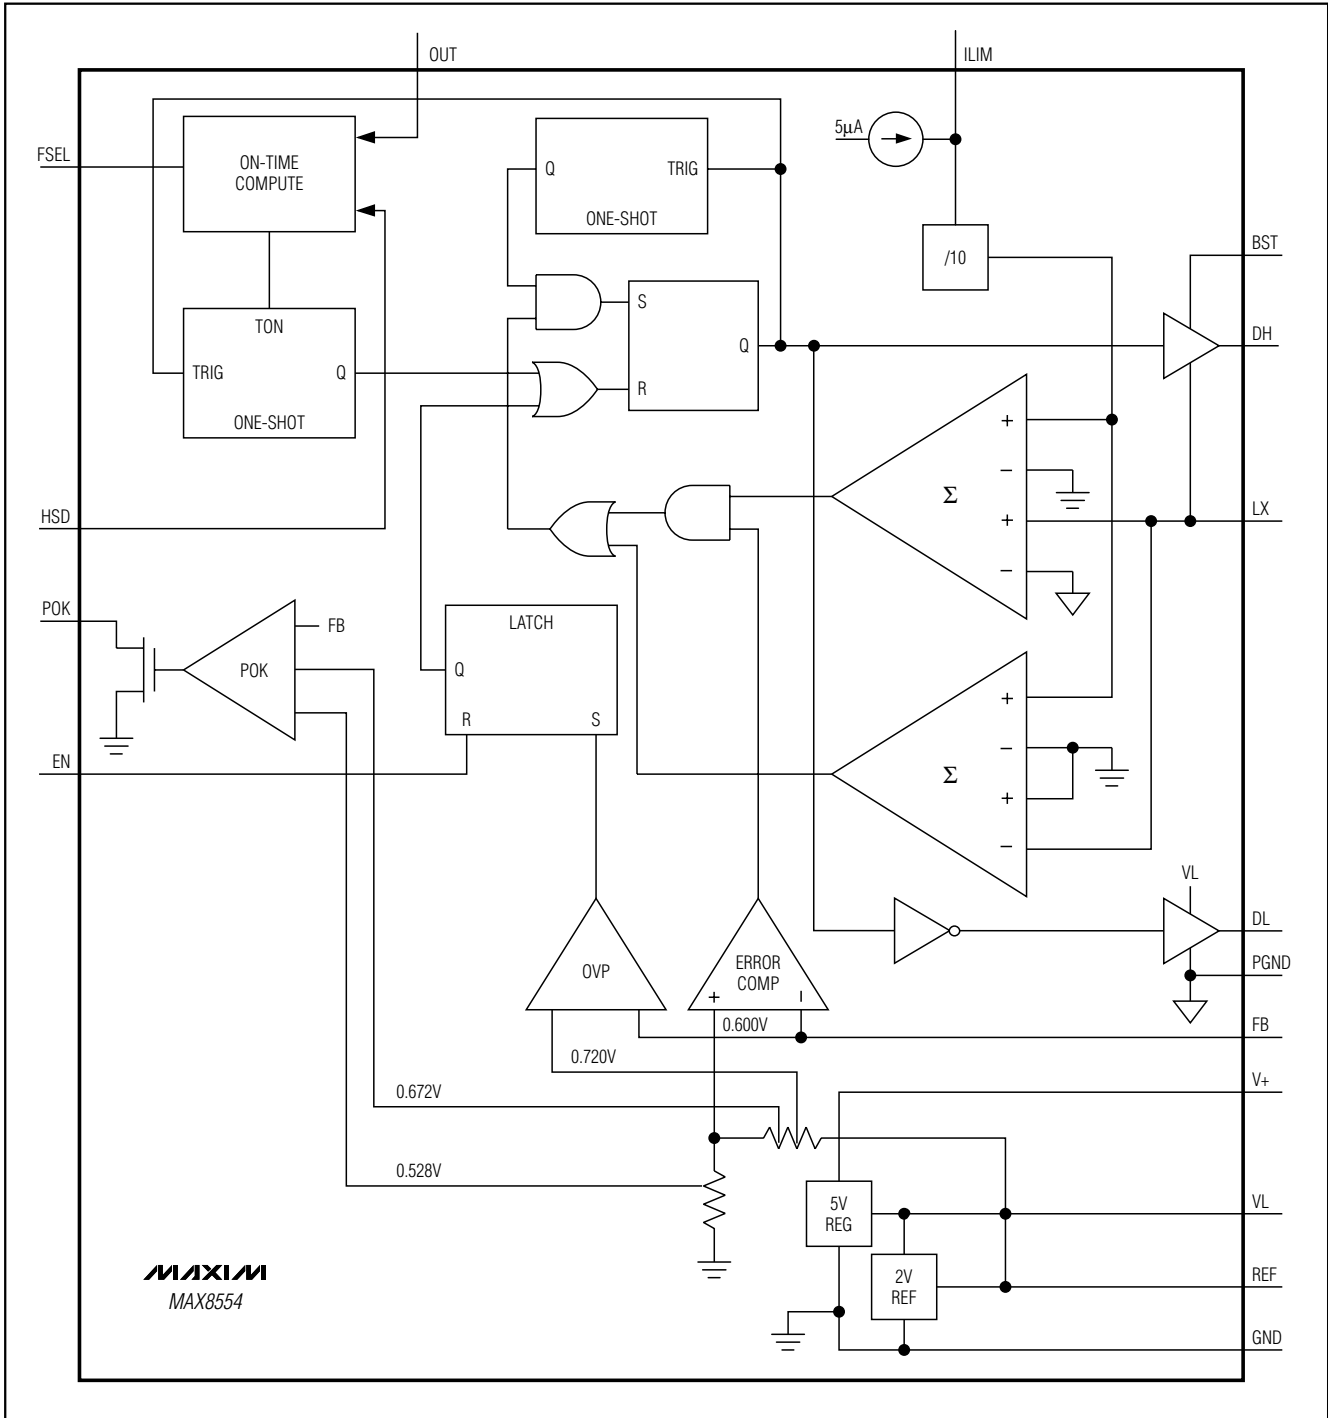 OUT
ILIM
5µA
FSEL
ON-TIME
COMPUTE
Q
TRIG
ONE-SHOT
/10
BST
S
TON
Q
DH
TRIG
Q
R
ONE-SHOT
+
−
Σ
HSD
+
LX
−
POK
FB
LATCH
POK
Q
+
R
S
−
EN
Σ
+
−
VL
DL
OVP
ERROR
COMP
PGND
+
−
0.600V
FB
0.720V
V+
0.672V
0.528V
5V
REG
VL
MAXIM
2V
REF
REF
MAX8554
GND